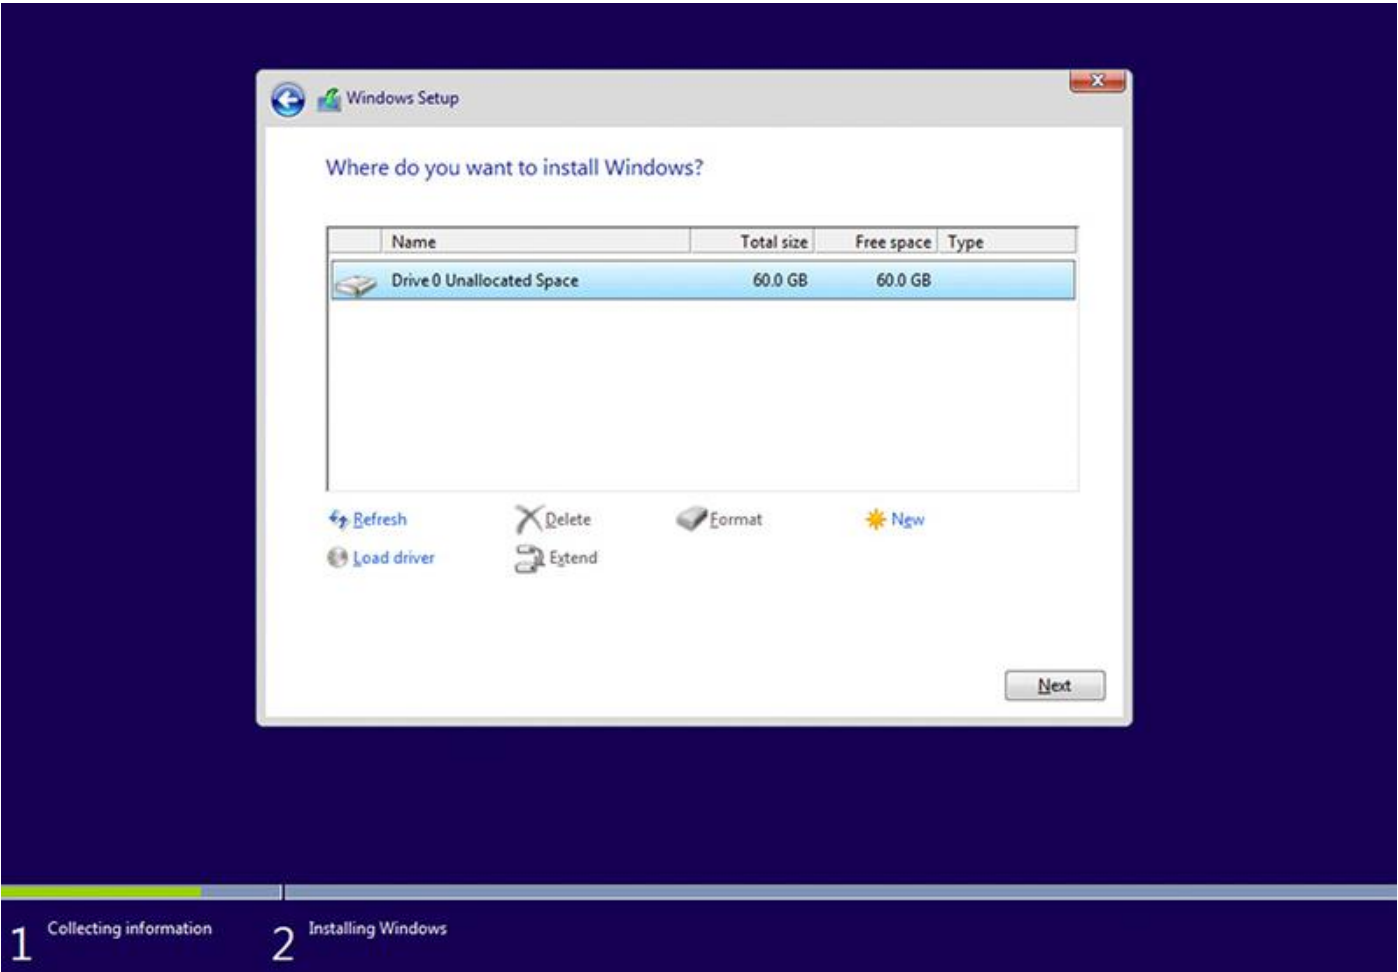 Windows Setup
Where do you want to install Windows?
Name Total size Free space Type
Drive 0 Unallocated Space 60.0 GB 60.0 GB
Refresh Delete Format New
Load driver Extend
Next
1 Collecting information 2 Installing Windows